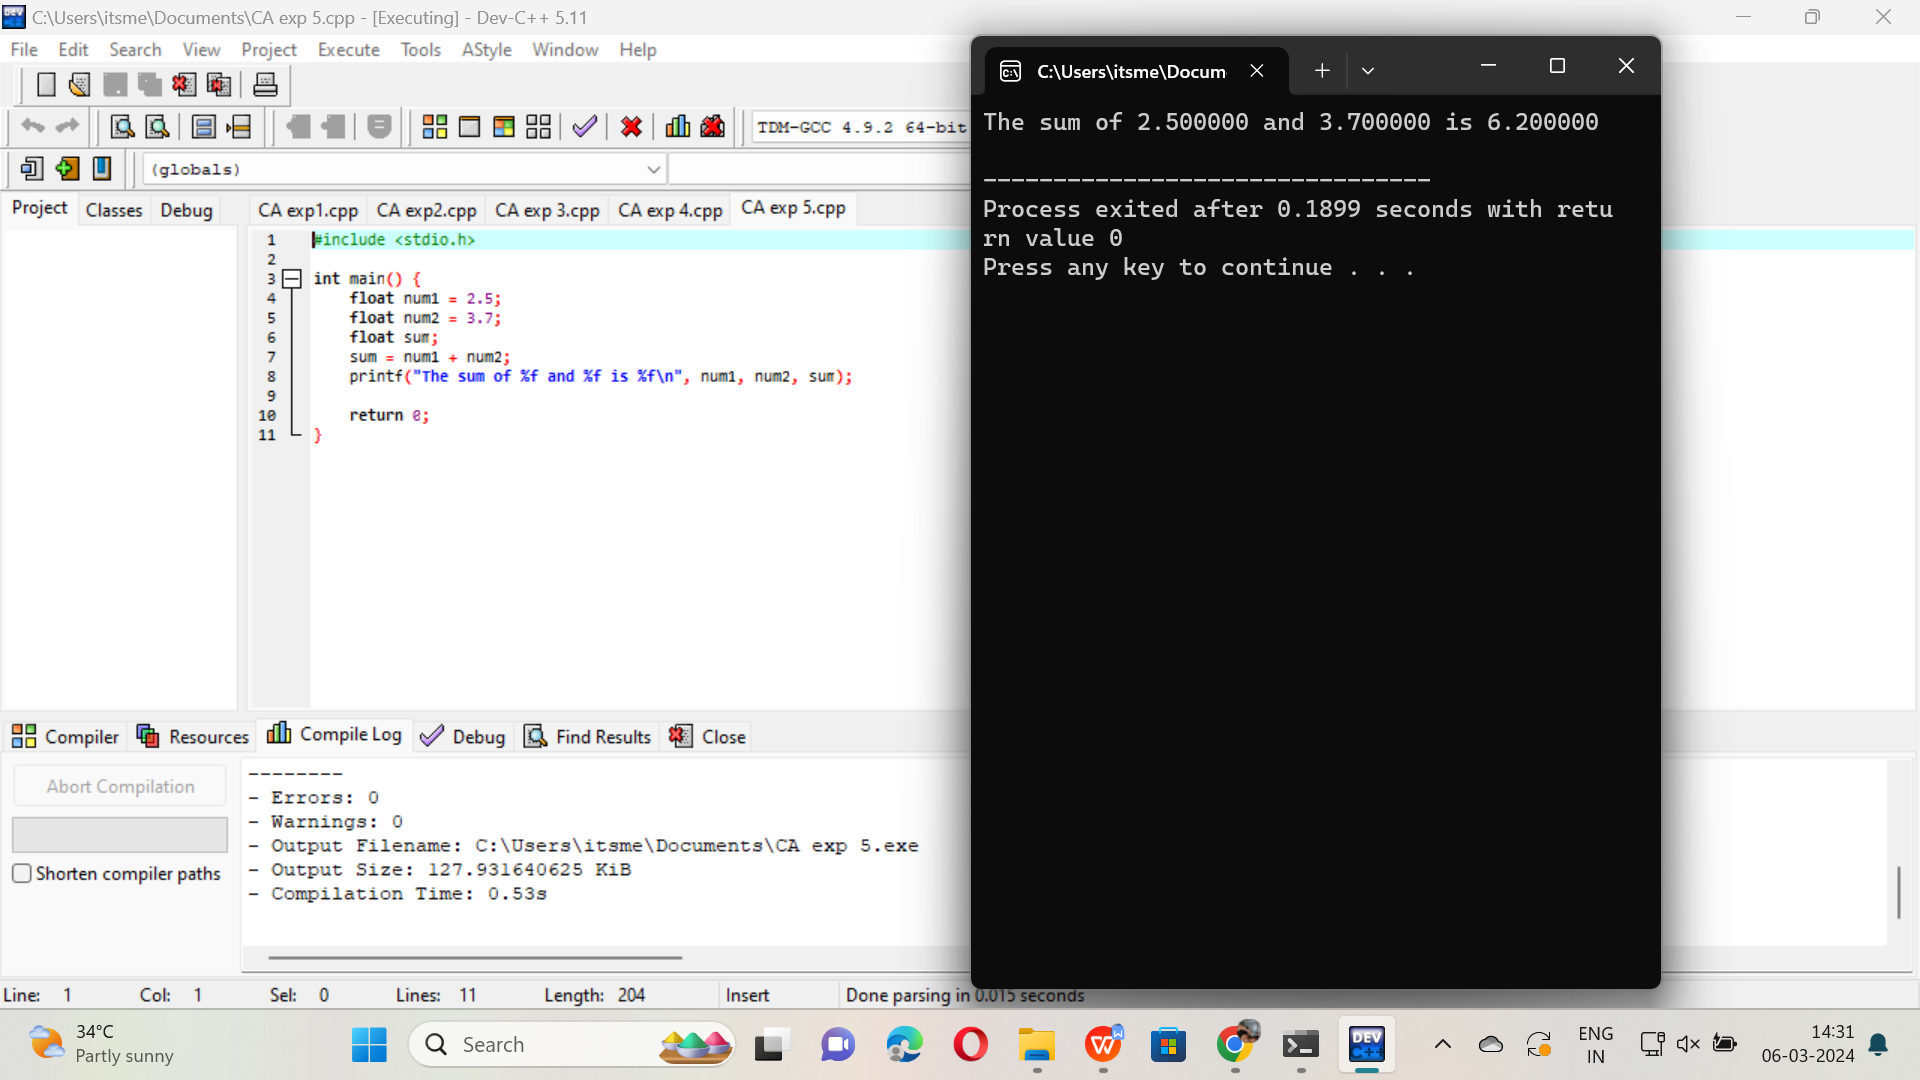 C:\Users\itsme\Documents\CA exp 5.cpp - [Executing] - Dev-C++ 5.11
File Edit Search View Project Execute Tools AStyle Window Help
TDM-GCC 4.9.2 64-bit
(globals)
Project Classes Debug
CA exp1.cpp CA exp2.cpp CA exp 3.cpp CA exp 4.cpp CA exp 5.cpp
1 #include <stdio.h>
2
3 int main() {
4 float num1 = 2.5;
5 float num2 = 3.7;
6 float sum;
7 sum = num1 + num2;
8 printf("The sum of %f and %f is %f\n", num1, num2, sum);
9
10 return 0;
11 }
C:\Users\itsme\Docum
The sum of 2.500000 and 3.700000 is 6.200000
--------------------------------
Process exited after 0.1899 seconds with retu
rn value 0
Press any key to continue . . .
Compiler Resources Compile Log Debug Find Results Close
Abort Compilation
Shorten compiler paths
--------
- Errors: 0
- Warnings: 0
- Output Filename: C:\Users\itsme\Documents\CA exp 5.exe
- Output Size: 127.931640625 KiB
- Compilation Time: 0.53s
Line: 1 Col: 1 Sel: 0 Lines: 11 Length: 204 Insert Done parsing in 0.015 seconds
34°C
Partly sunny
Search
DEV
C++
ENG
IN
14:31
06-03-2024